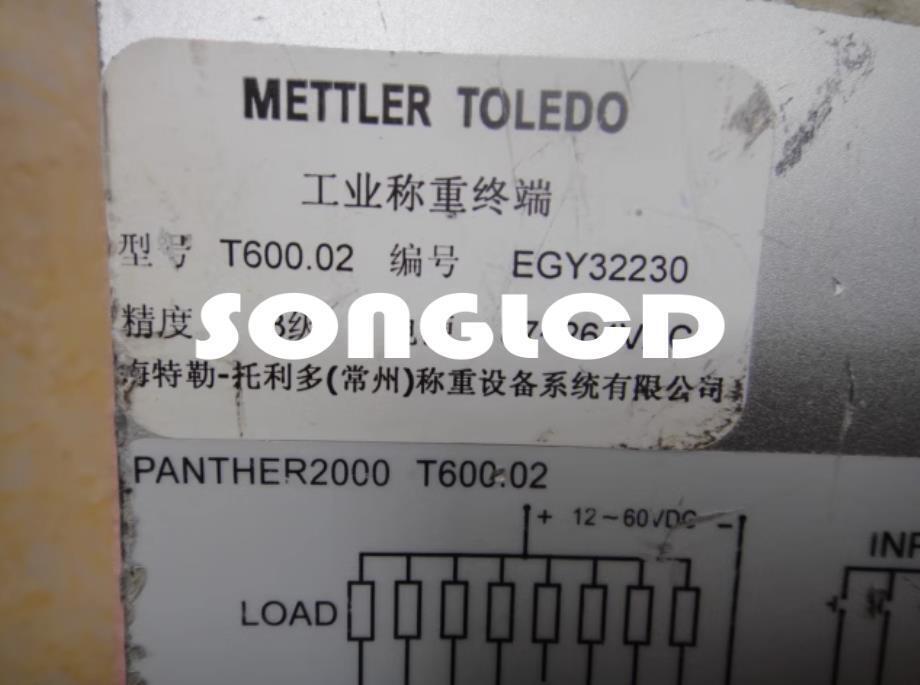 METTLER TOLEDO
工业称重终端
型号 T600.02 编号 EGY32230
精度
SONGLCD
海特勒-托利多(常州)称重设备系统有限公司
PANTHER2000 T600.02
+ 12~60VDC -
INP
LOAD